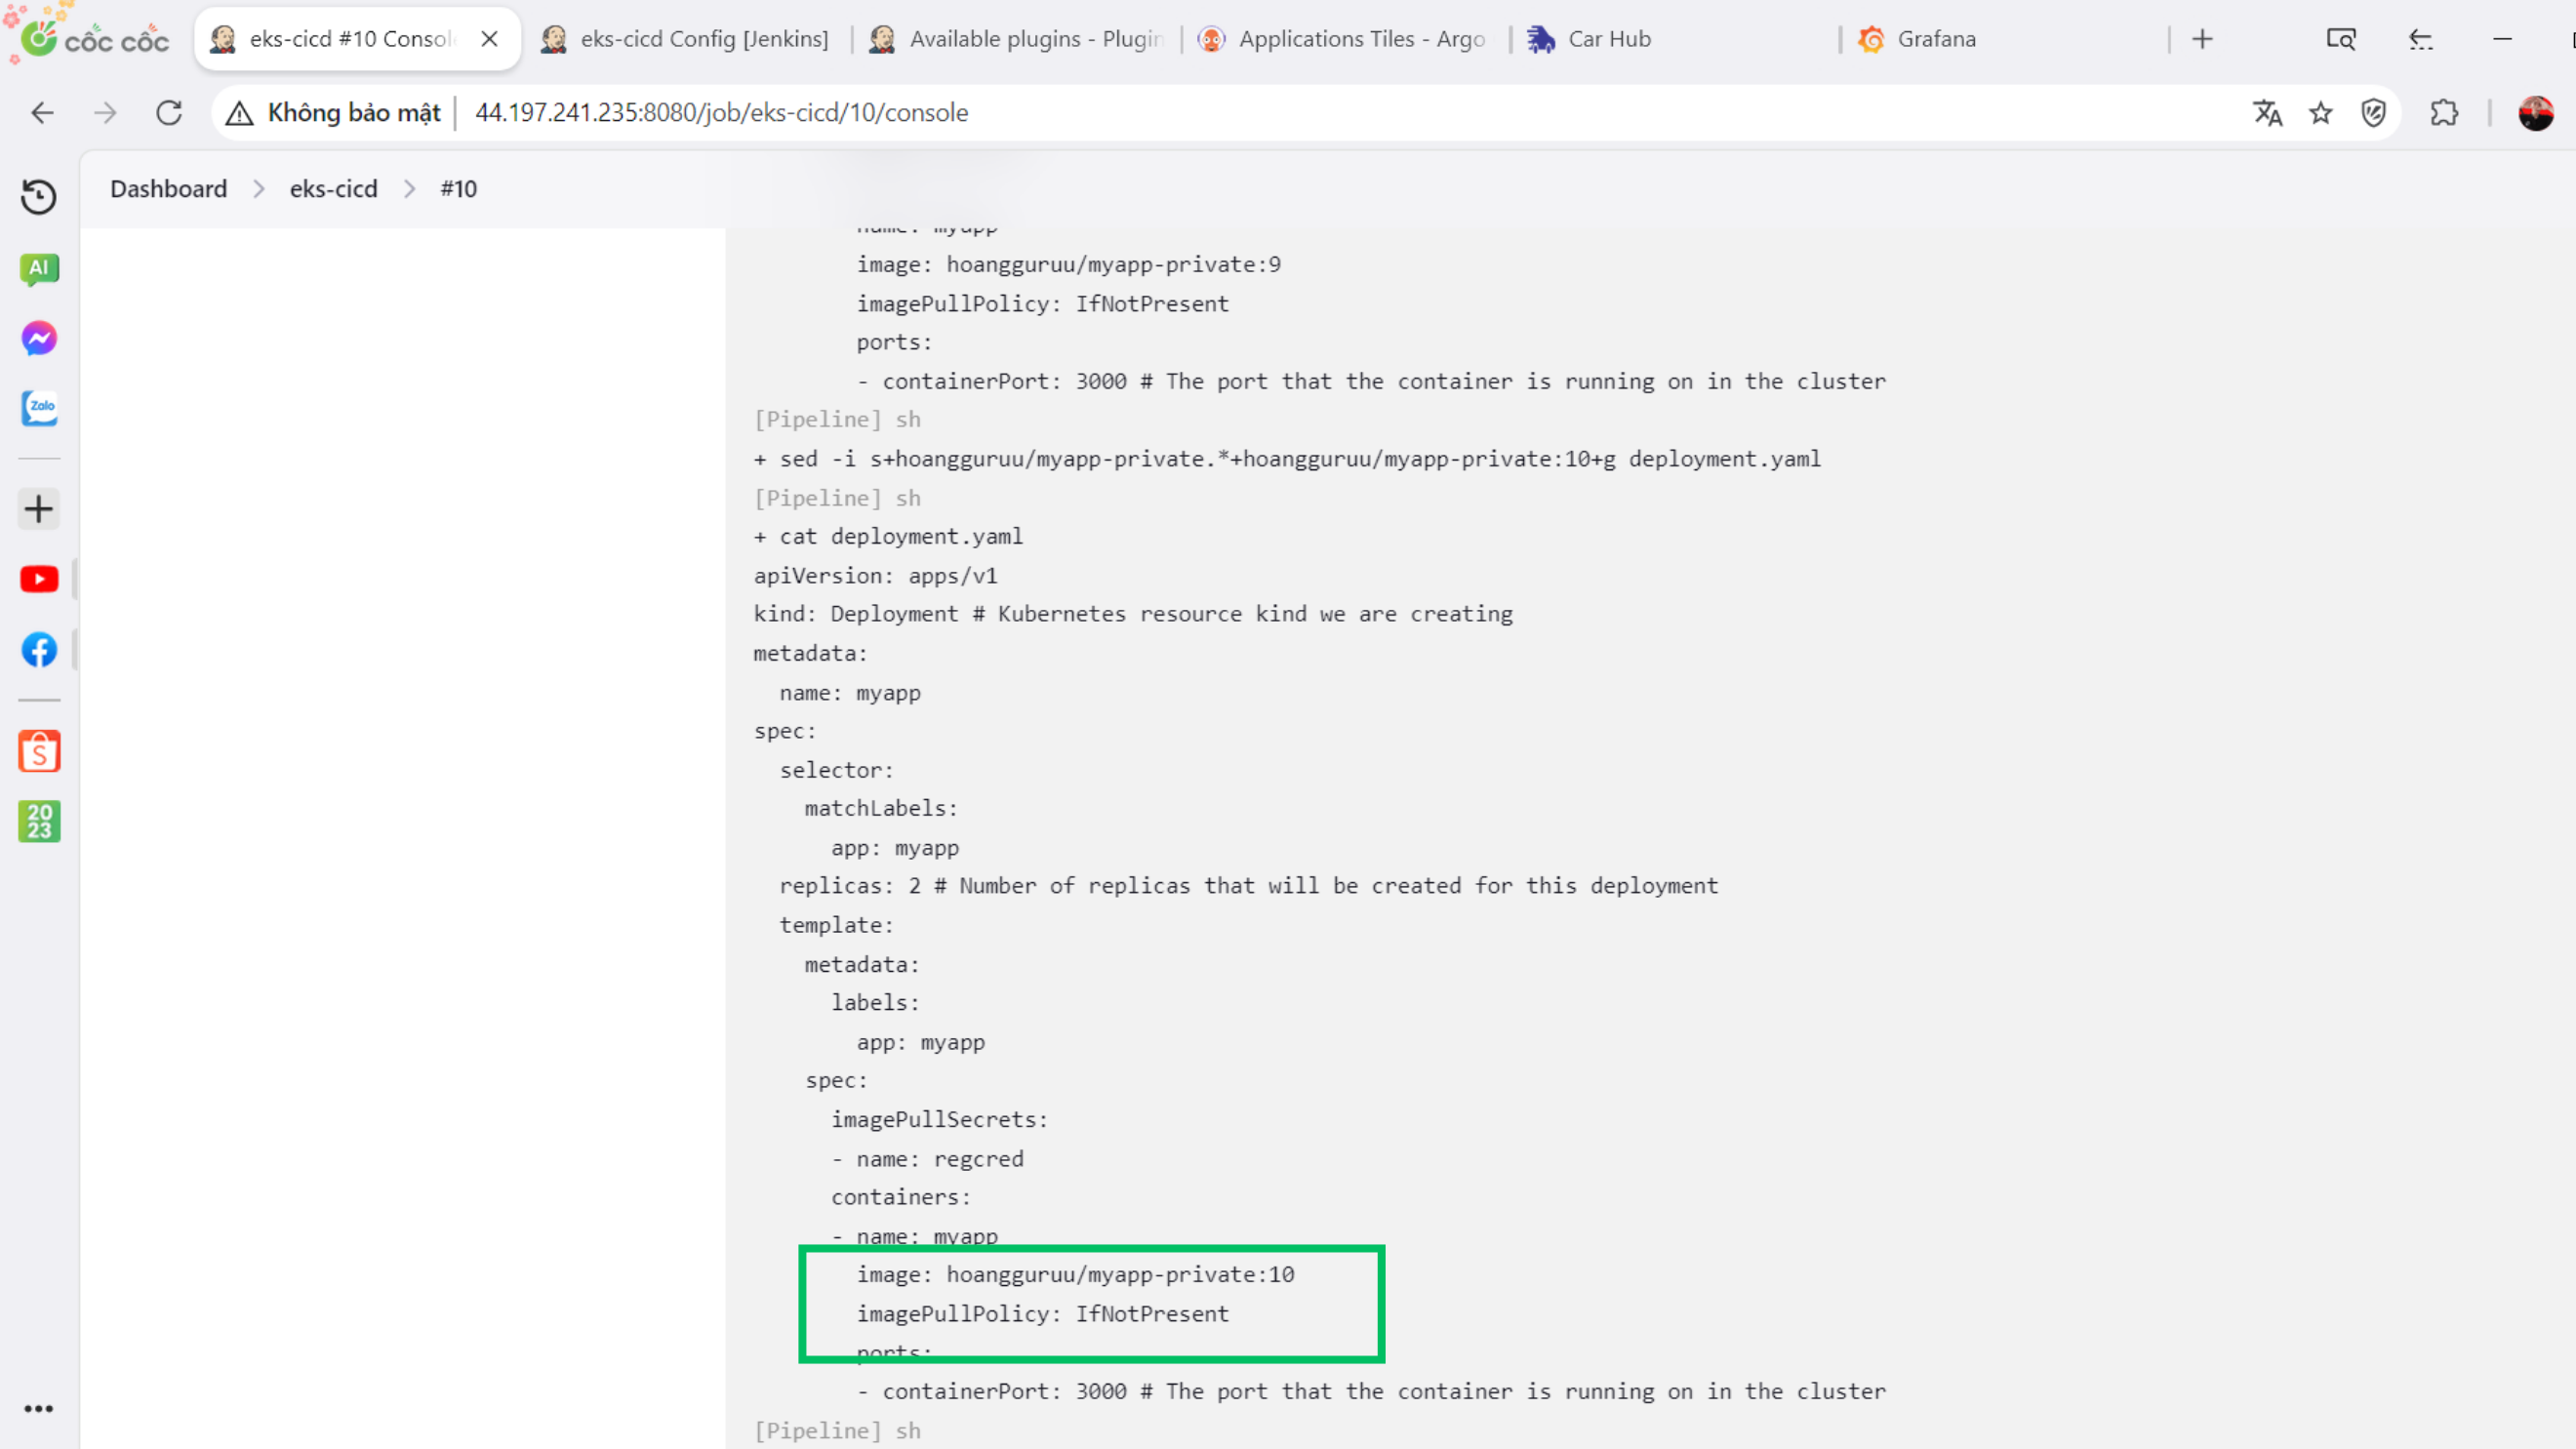 cốc cốc
eks-cicd #10 Consol
eks-cicd Config [Jenkins]
Available plugins - Plugin
Applications Tiles - Argo
Car Hub
Grafana
Không bảo mật
44.197.241.235:8080/job/eks-cicd/10/console
Dashboard > eks-cicd > #10
AI
Zalo
20
23
name: myapp
image: hoangguruu/myapp-private:9
imagePullPolicy: IfNotPresent
ports:
- containerPort: 3000 # The port that the container is running on in the cluster
[Pipeline] sh
+ sed -i s+hoangguruu/myapp-private.*+hoangguruu/myapp-private:10+g deployment.yaml
[Pipeline] sh
+ cat deployment.yaml
apiVersion: apps/v1
kind: Deployment # Kubernetes resource kind we are creating
metadata:
name: myapp
spec:
selector:
matchLabels:
app: myapp
replicas: 2 # Number of replicas that will be created for this deployment
template:
metadata:
labels:
app: myapp
spec:
imagePullSecrets:
- name: regcred
containers:
- name: myapp
image: hoangguruu/myapp-private:10
imagePullPolicy: IfNotPresent
ports:
- containerPort: 3000 # The port that the container is running on in the cluster
[Pipeline] sh